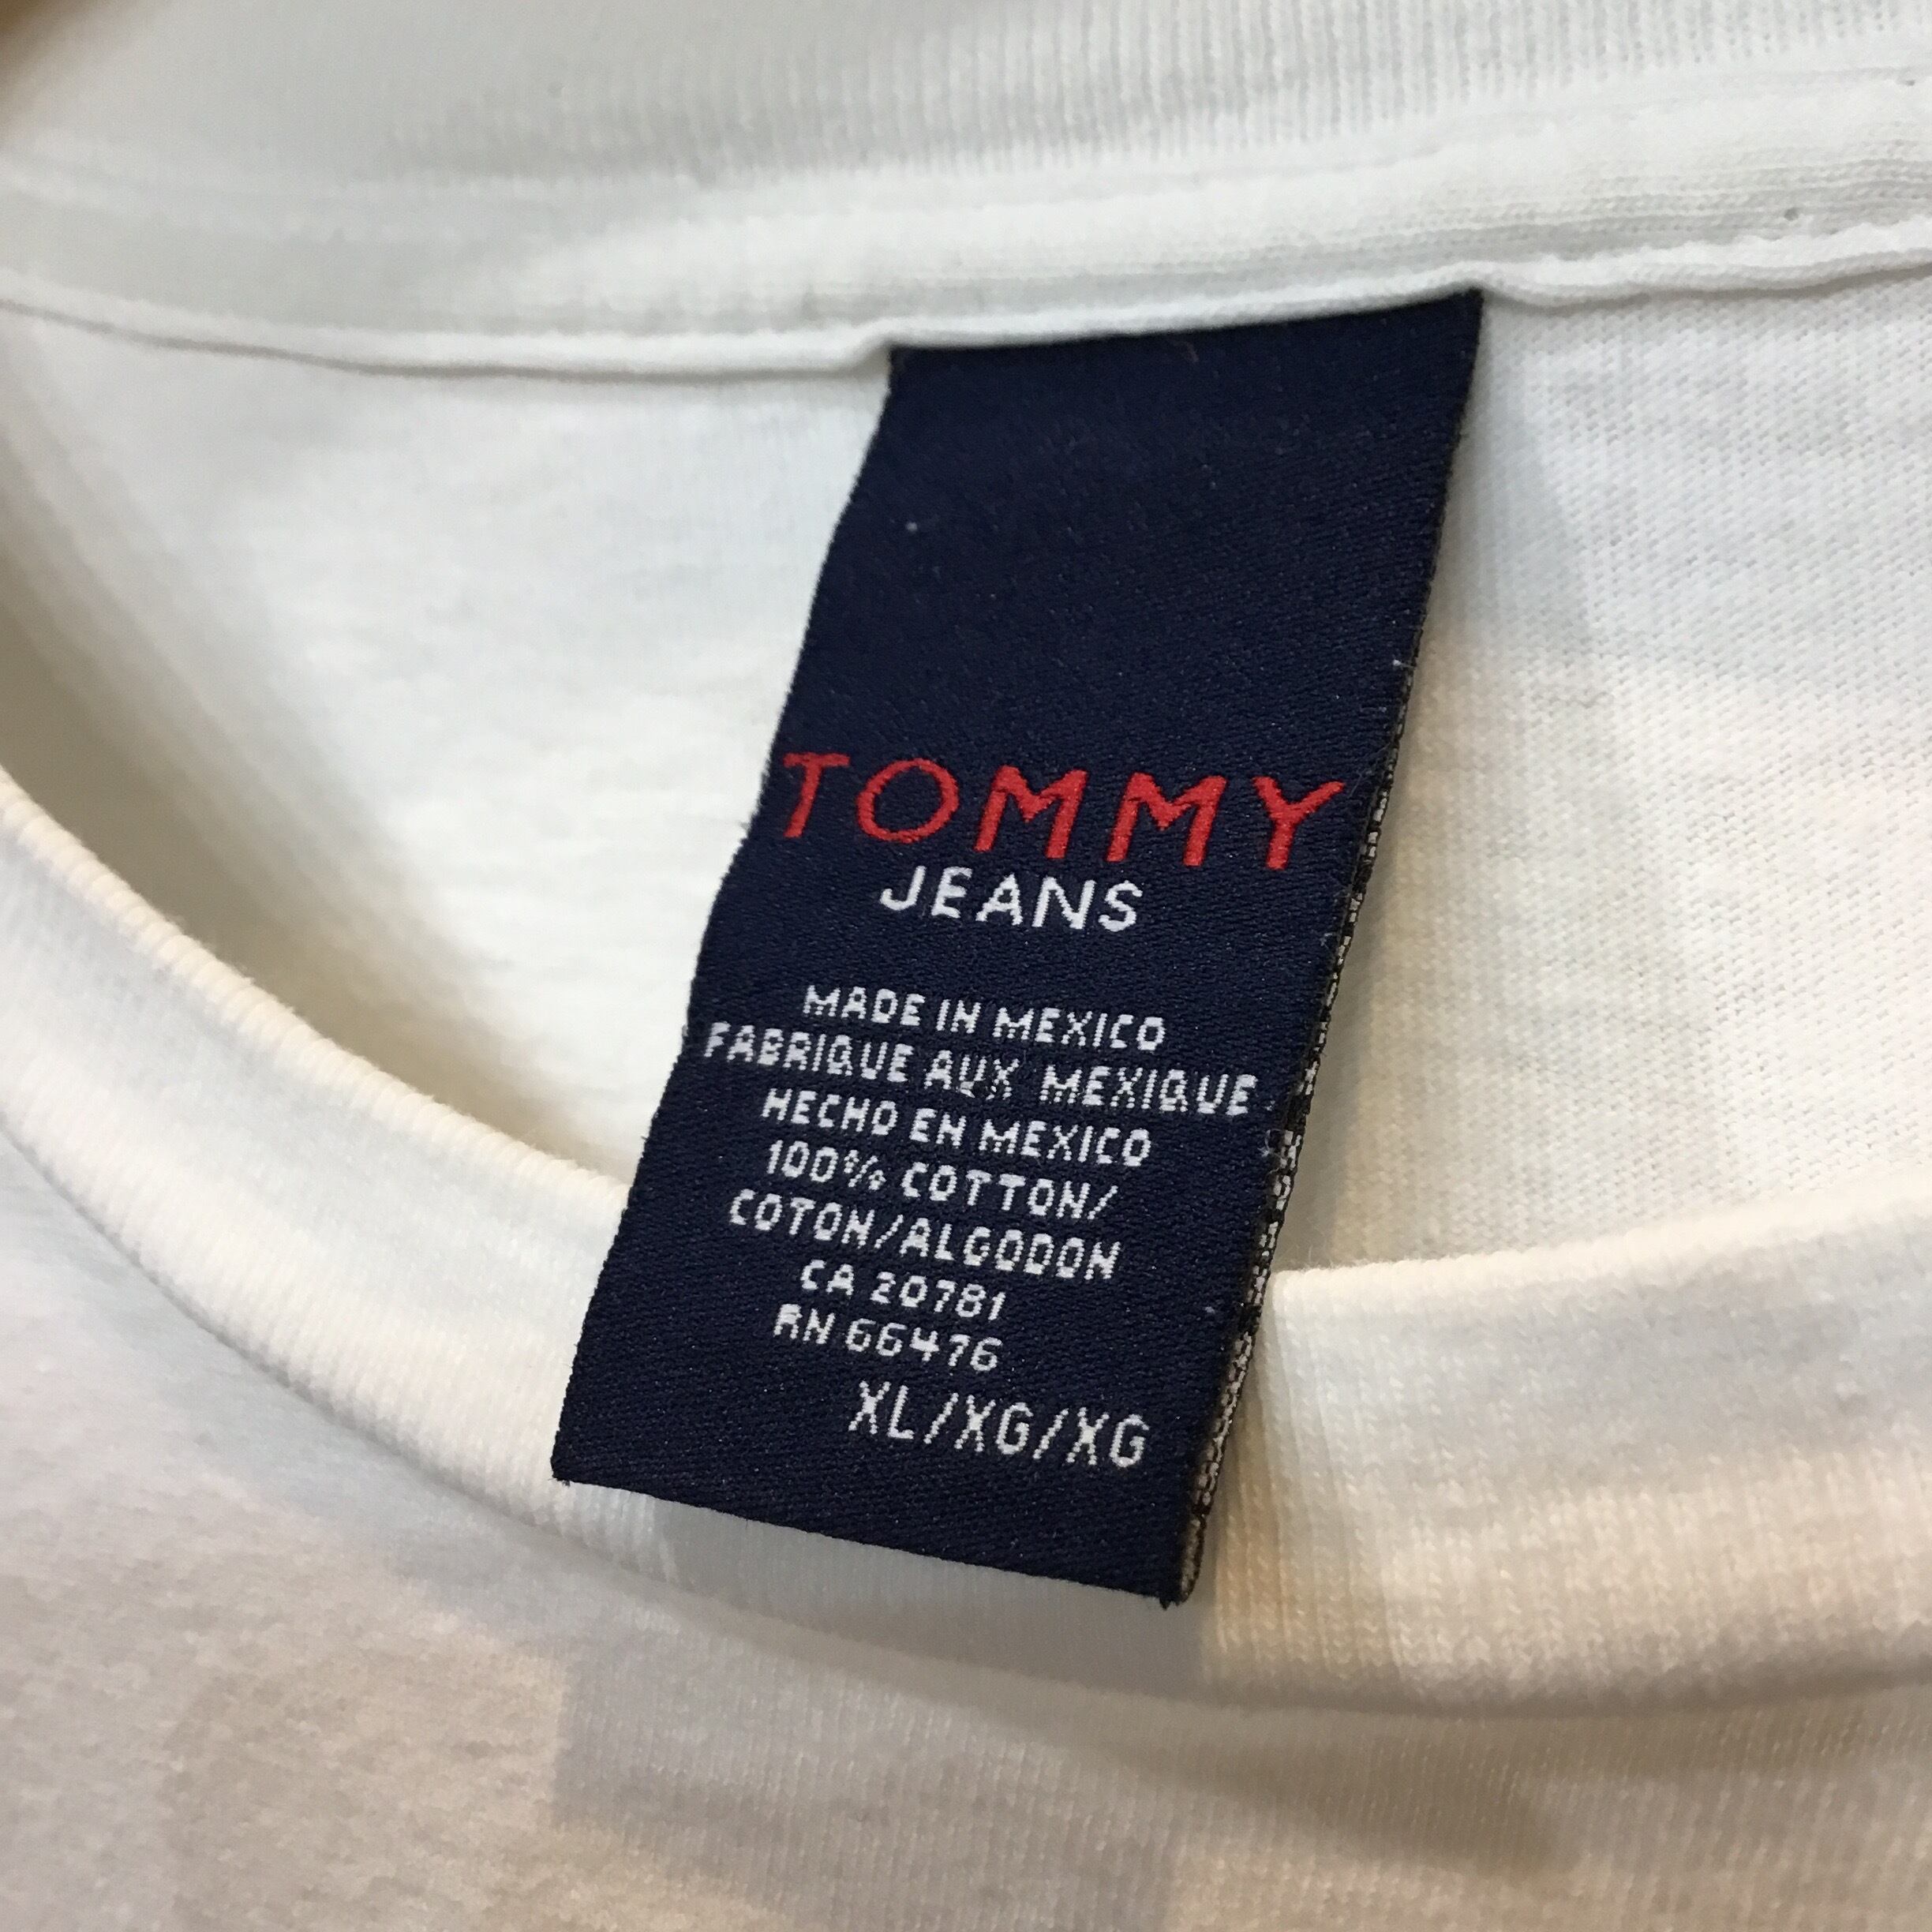 TOMMY
JEANS
MADE IN MEXICO
FABRIQUE AUX MEXIQUE
HECHO EN MEXICO
100% COTTON/
COTON/ALGODON
CA 20781
RN 66476
XL/XG/XG